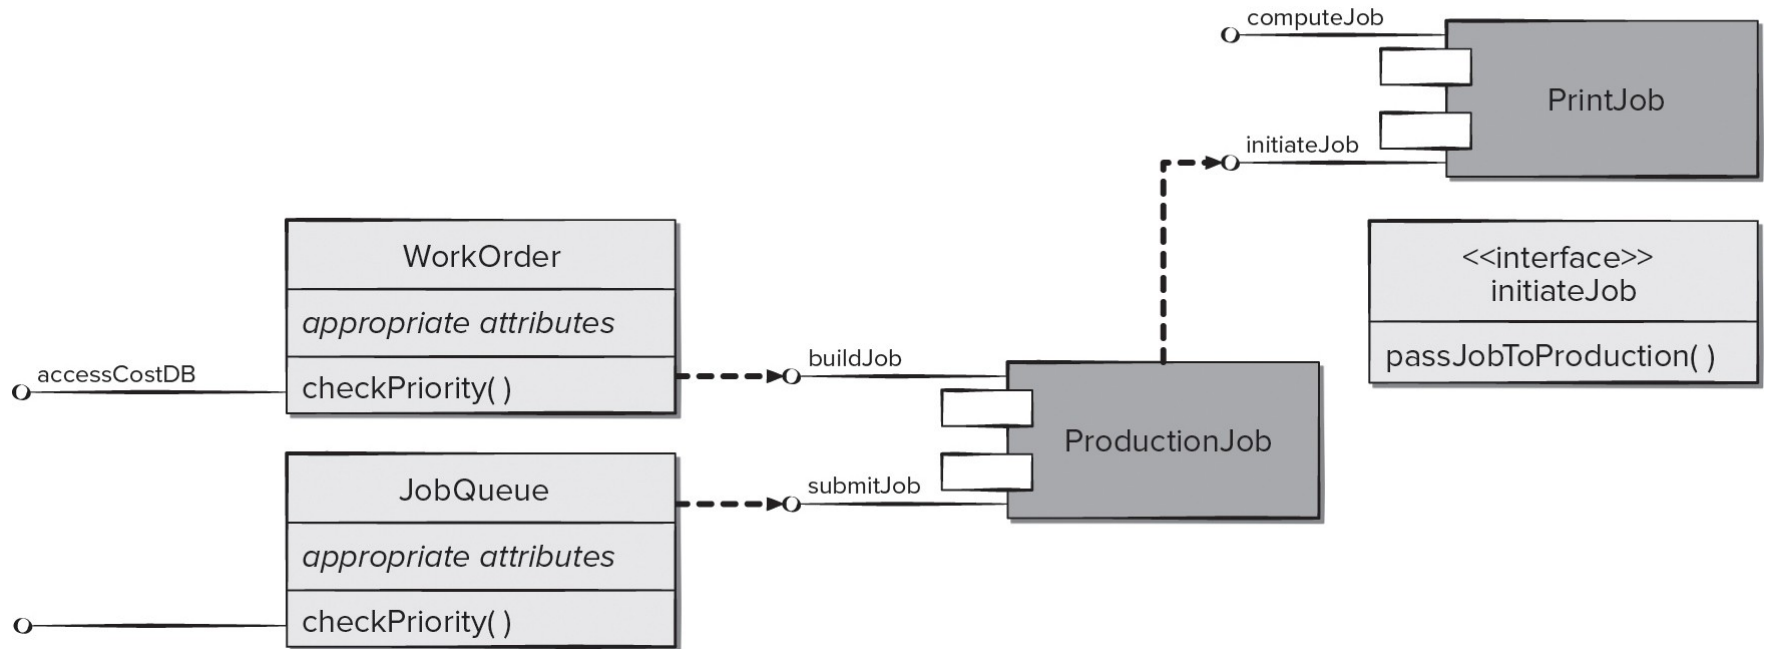 computeJob
PrintJob
initiateJob
<<interface>>
initiateJob
passJobToProduction( )
WorkOrder
appropriate attributes
checkPriority( )
accessCostDB
buildJob
ProductionJob
submitJob
JobQueue
appropriate attributes
checkPriority( )